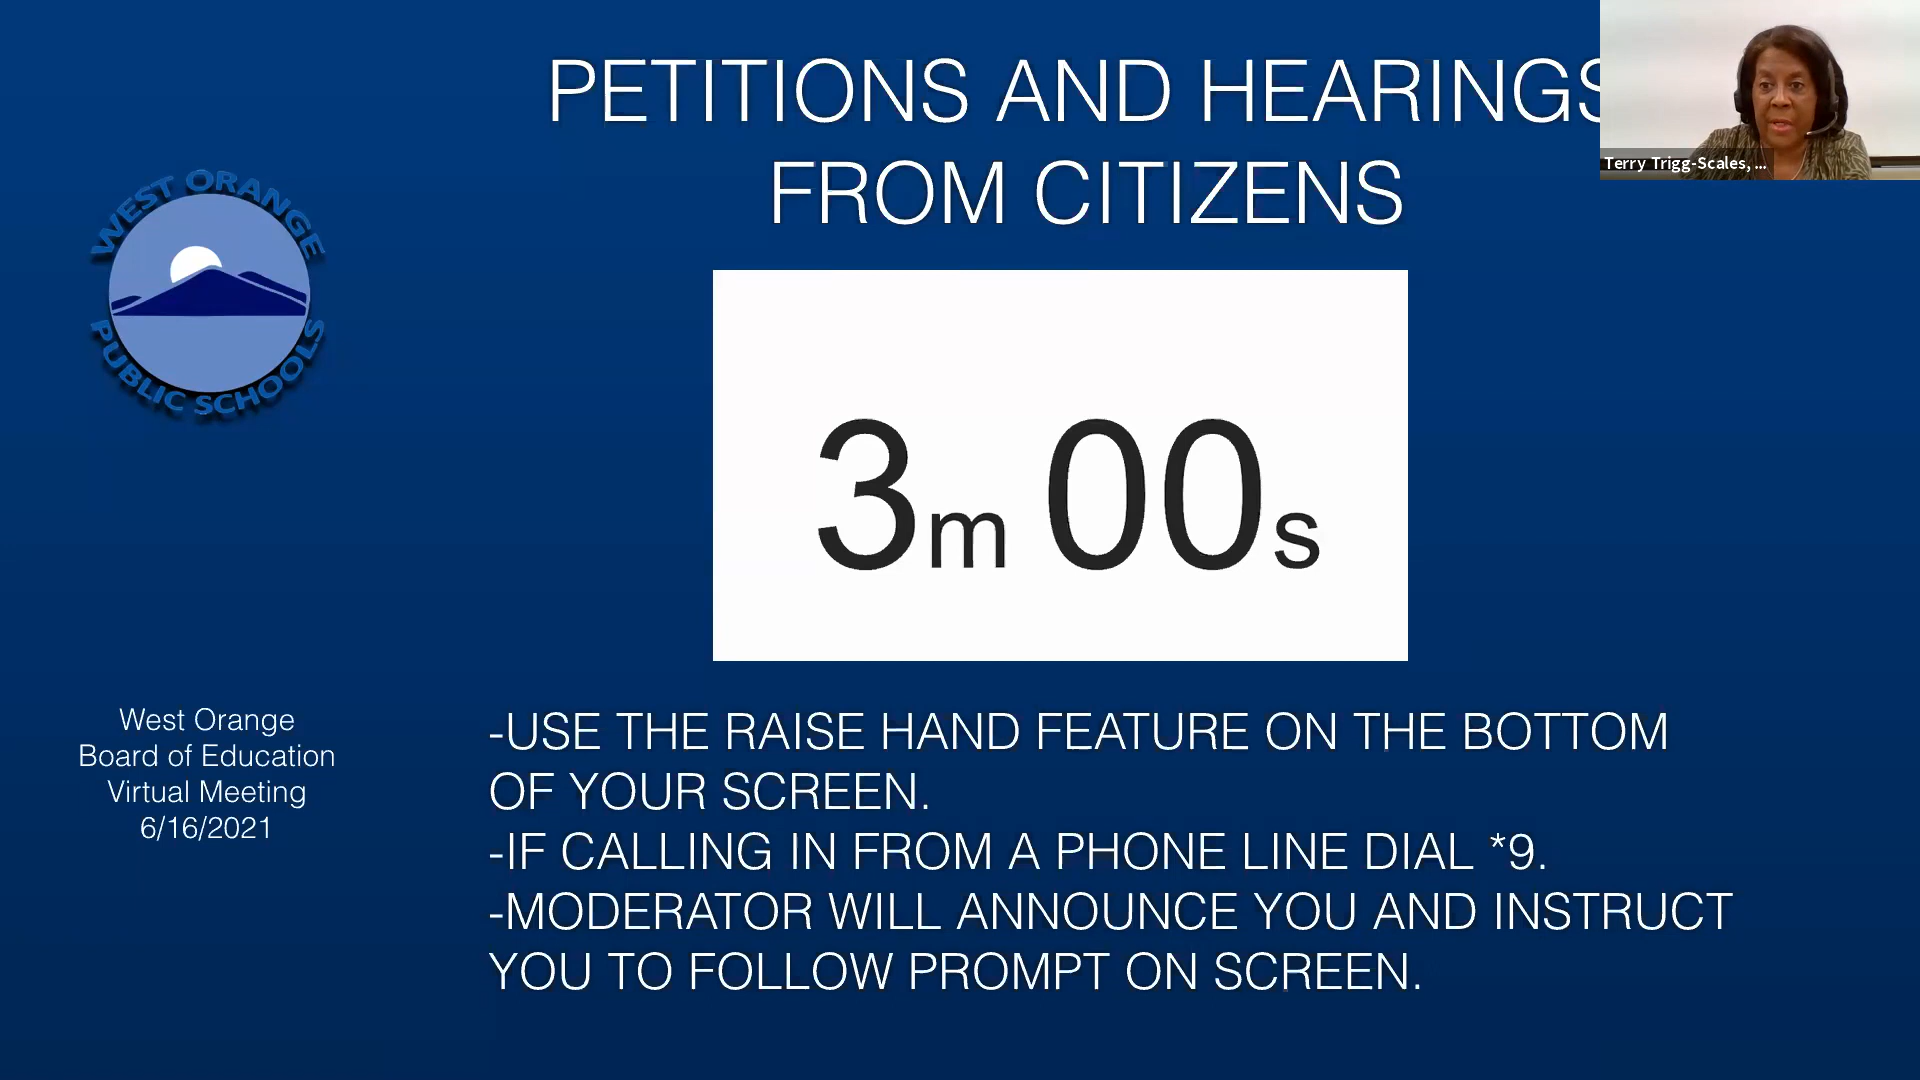 PETITIONS AND HEARINGS
FROM CITIZENS
Terry Trigg-Scales, ...
WEST ORANGE
PUBLIC SCHOOLS
3m 00s
West Orange
Board of Education
Virtual Meeting
6/16/2021
-USE THE RAISE HAND FEATURE ON THE BOTTOM
OF YOUR SCREEN.
-IF CALLING IN FROM A PHONE LINE DIAL *9.
-MODERATOR WILL ANNOUNCE YOU AND INSTRUCT
YOU TO FOLLOW PROMPT ON SCREEN.